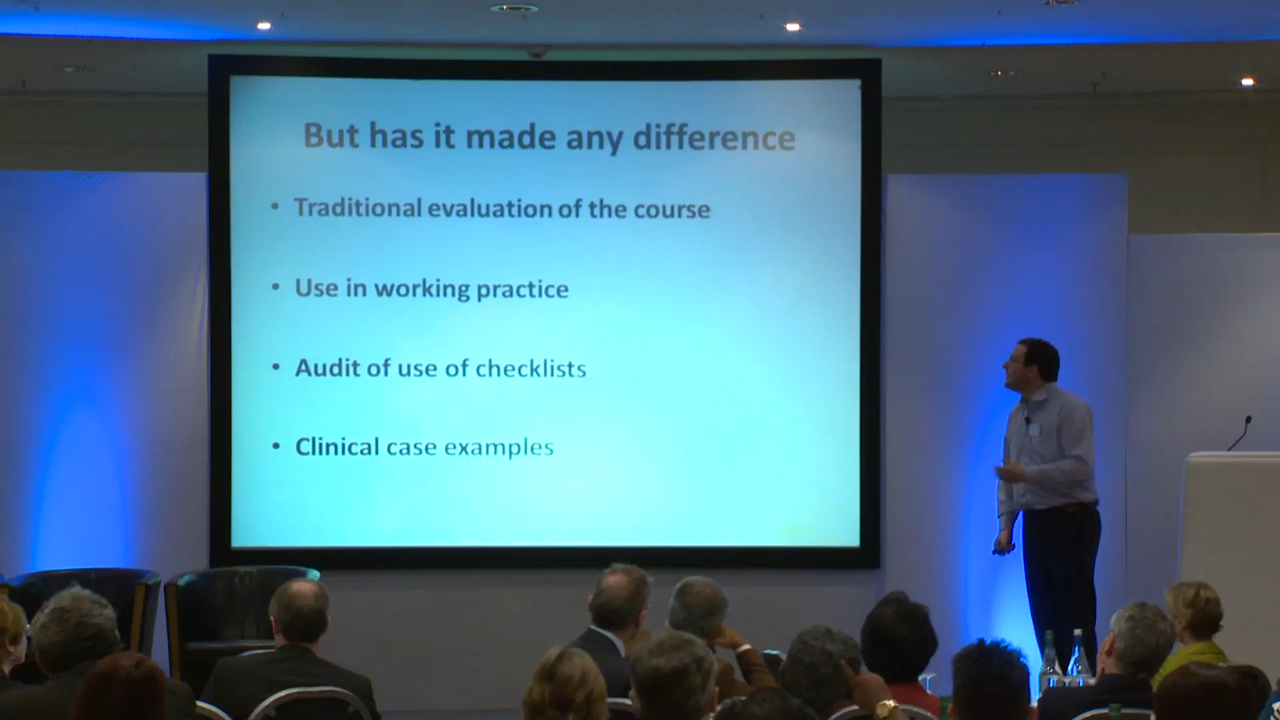 But has it made any difference
• Traditional evaluation of the course
• Use in working practice
• Audit of use of checklists
• Clinical case examples